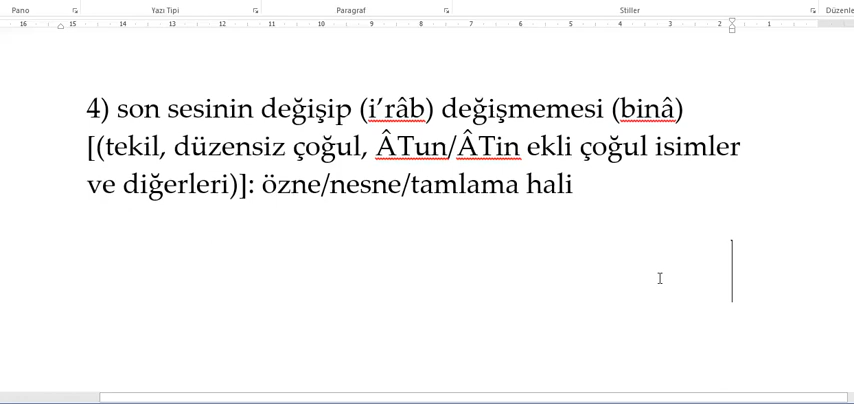 Pano Yazı Tipi Paragraf Stiller Düzenle
16 15 14 13 12 11 10 9 8 7 6 5 4 3 2 1
4) son sesinin değişip (i’râb) değişmemesi (binâ)
[(tekil, düzensiz çoğul, ÂTun/ÂTin ekli çoğul isimler
ve diğerleri)]: özne/nesne/tamlama hali